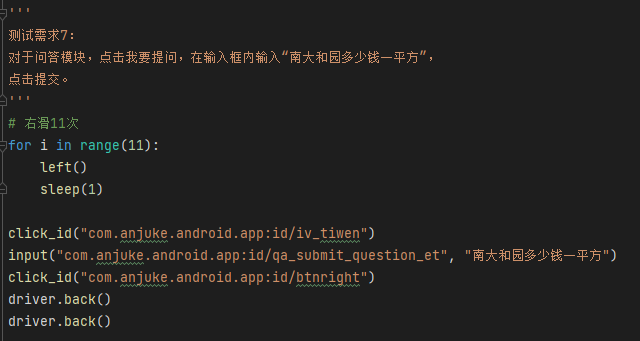 '''
测试需求7:
对于问答模块，点击我要提问，在输入框内输入“南大和园多少钱一平方”，
点击提交。
'''
# 右滑11次
for i in range(11):
    left()
    sleep(1)
click_id("com.anjuke.android.app:id/iv_tiwen")
input("com.anjuke.android.app:id/qa_submit_question_et", "南大和园多少钱一平方")
click_id("com.anjuke.android.app:id/btnright")
driver.back()
driver.back()